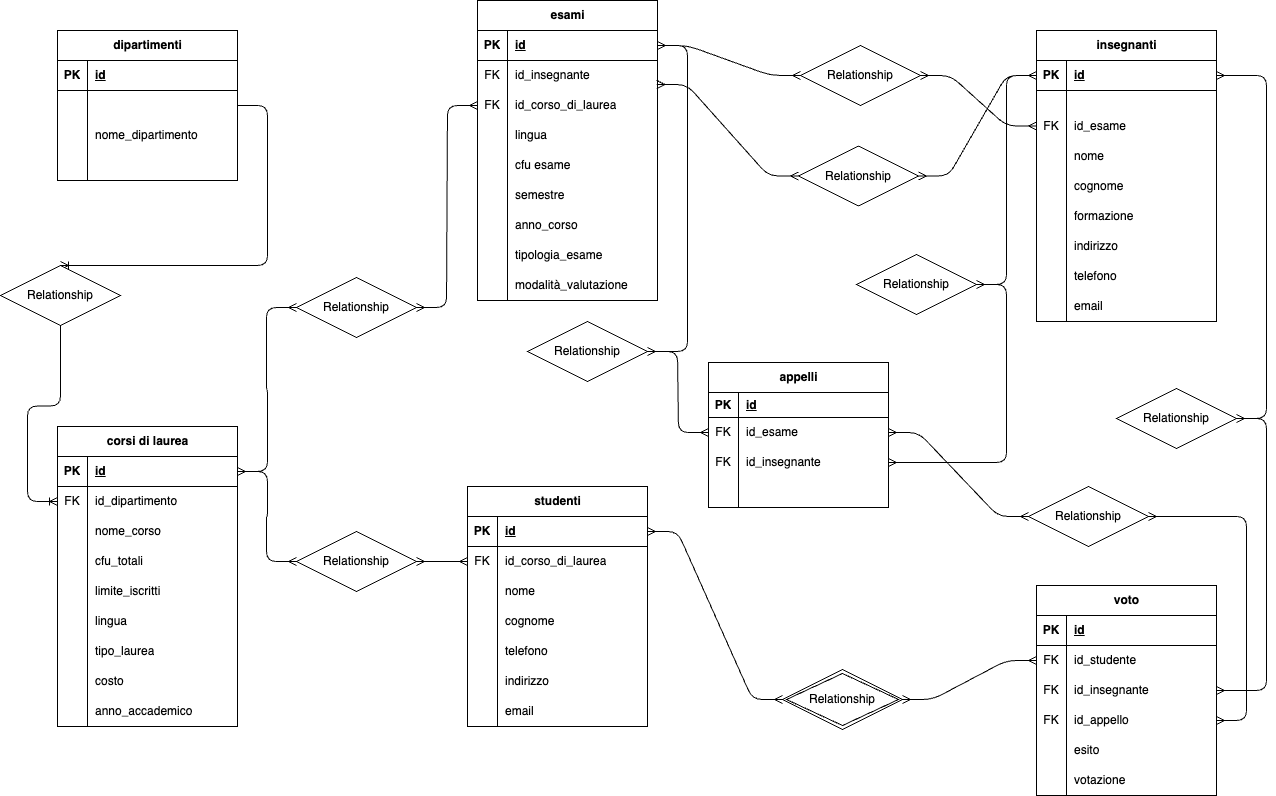 dipartimenti
PK id
nome_dipartimento
esami
PK id
FK id_insegnante
FK id_corso_di_laurea
lingua
cfu esame
semestre
anno_corso
tipologia_esame
modalità_valutazione
insegnanti
PK id
FK id_esame
nome
cognome
formazione
indirizzo
telefono
email
Relationship
Relationship
Relationship
Relationship
Relationship
Relationship
appelli
PK id
FK id_esame
FK id_insegnante
Relationship
corsi di laurea
PK id
FK id_dipartimento
nome_corso
cfu_totali
limite_iscritti
lingua
tipo_laurea
costo
anno_accademico
Relationship
studenti
PK id
FK id_corso_di_laurea
nome
cognome
telefono
indirizzo
email
Relationship
Relationship
voto
PK id
FK id_studente
FK id_insegnante
FK id_appello
esito
votazione